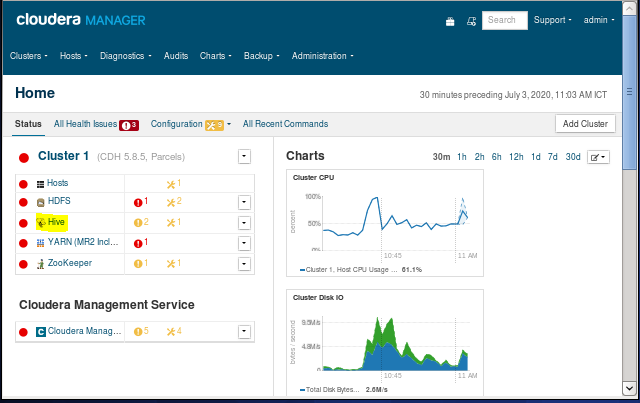 cloudera MANAGER
Search
Support
admin
Clusters Hosts Diagnostics Audits Charts Backup Administration
Home
30 minutes preceding July 3, 2020, 11:03 AM ICT
Status All Health Issues 3 Configuration 9 All Recent Commands
Add Cluster
Cluster 1 (CDH 5.8.5, Parcels)
Hosts 1
HDFS 1 2
Hive 2 1
YARN (MR2 Incl... 1
ZooKeeper 1 1
Cloudera Management Service
C Cloudera Manag... 5 4
Charts
30m 1h 2h 6h 12h 1d 7d 30d
Cluster CPU
percent
100%
50%
0%
10:45 11 AM
Cluster 1, Host CPU Usage ... 61.1%
Cluster Disk IO
bytes / second
9.5M/s
4.8M/s
0
10:45 11 AM
Total Disk Bytes... 2.6M/s